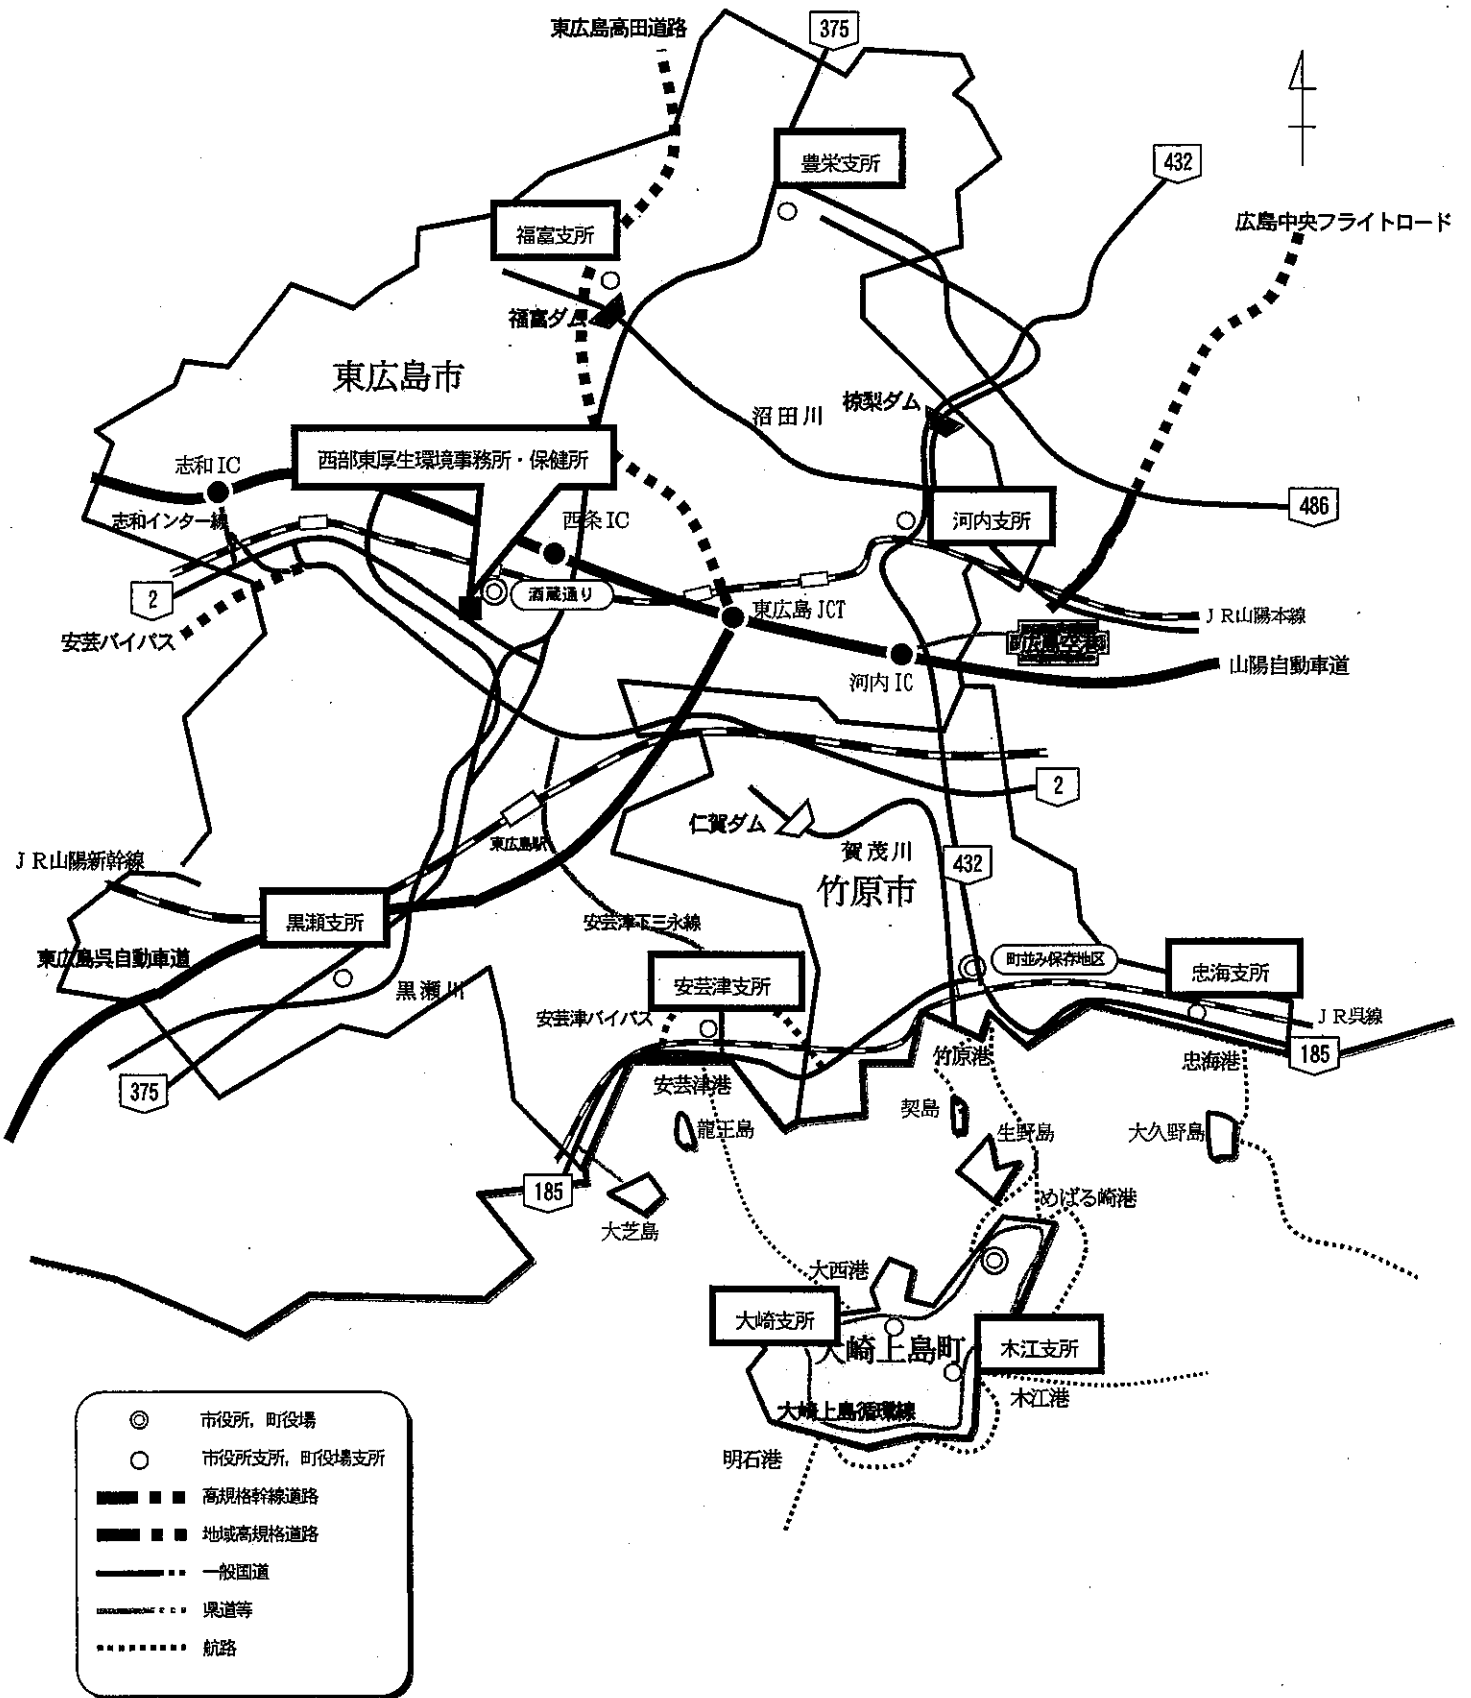 東広島高田道路
375
432
豊栄支所
広島中央フライトロード
福富支所
福富ダム
東広島市
椋梨ダム
沼田川
西部東厚生環境事務所・保健所
志和IC
志和インター線
西条IC
河内支所
486
2
酒蔵通り
東広島JCT
JR山陽本線
安芸バイパス
広島空港
河内IC
山陽自動車道
2
仁賀ダム
東広島駅
賀茂川
JR山陽新幹線
432
竹原市
黒瀬支所
安芸津下三永線
東広島呉自動車道
町並み保存地区
忠海支所
黒瀬川
安芸津支所
安芸津バイパス
JR呉線
竹原港
忠海港
185
375
安芸津港
契島
龍王島
生野島
大久野島
185
めばる崎港
大芝島
大西港
大崎支所
大崎上島町
木江支所
木江港
大崎上島循環線
明石港
市役所,町役場
市役所支所,町役場支所
高規格幹線道路
地域高規格道路
一般国道
県道等
航路